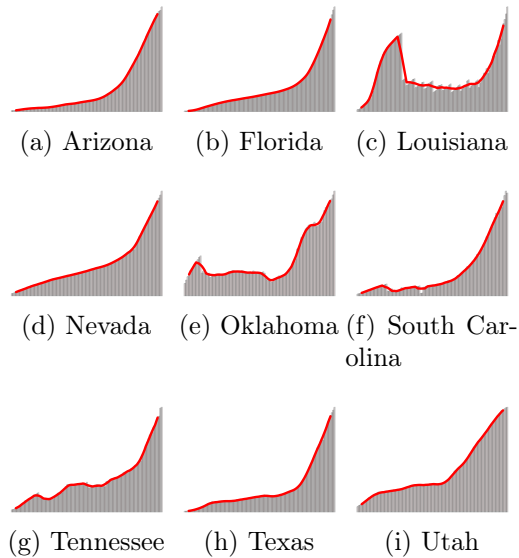 (a) Arizona
(b) Florida
(c) Louisiana
(d) Nevada
(e) Oklahoma
(f) South Car-
olina
(g) Tennessee
(h) Texas
(i) Utah